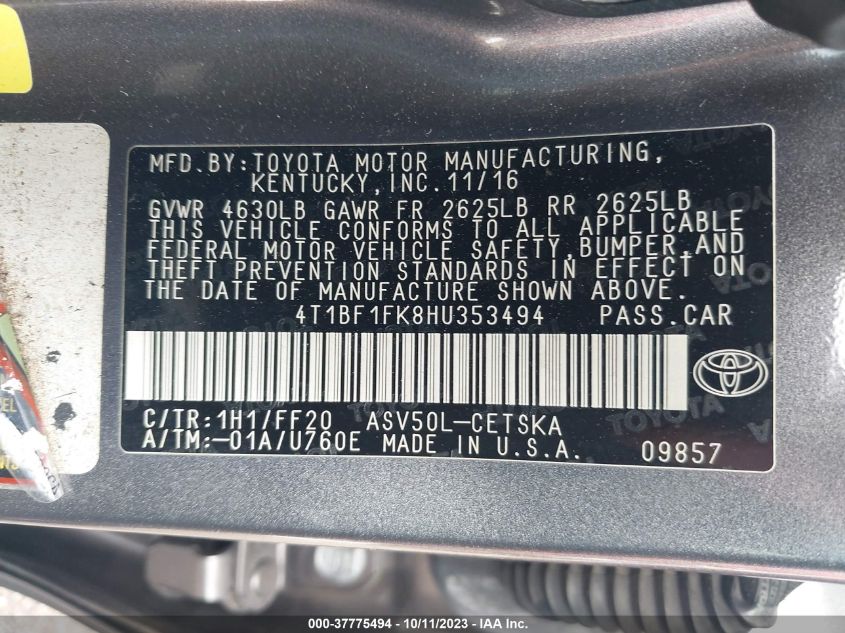 MFD. BY: TOYOTA MOTOR MANUFACTURING,
KENTUCKY, INC. 11/16
GVWR 4630LB GAWR FR 2625LB RR 2625LB
THIS VEHICLE CONFORMS TO ALL APPLICABLE
FEDERAL MOTOR VEHICLE SAFETY, BUMPER, AND
THEFT PREVENTION STANDARDS IN EFFECT ON
THE DATE OF MANUFACTURE SHOWN ABOVE.
4T1BF1FK8HU353494 PASS. CAR
C/TR: 1H1/FF20 ASV50L-CETSKA
A/TM: -01A/U760E MADE IN U.S.A. 09857
000-37775494 - 10/11/2023 - IAA Inc.